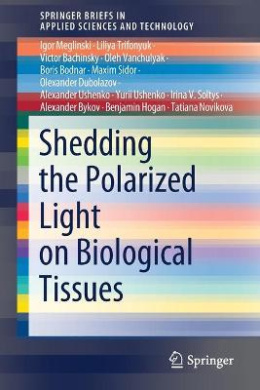 SPRINGER BRIEFS IN
APPLIED SCIENCES AND TECHNOLOGY
Igor Meglinski · Liliya Trifonyuk ·
Victor Bachinsky · Oleh Vanchulyak ·
Boris Bodnar · Maxim Sidor ·
Olexander Dubolazov ·
Alexander Ushenko · Yurii Ushenko · Irina V. Soltys ·
Alexander Bykov · Benjamin Hogan · Tatiana Novikova
Shedding
the Polarized
Light
on Biological
Tissues
Springer